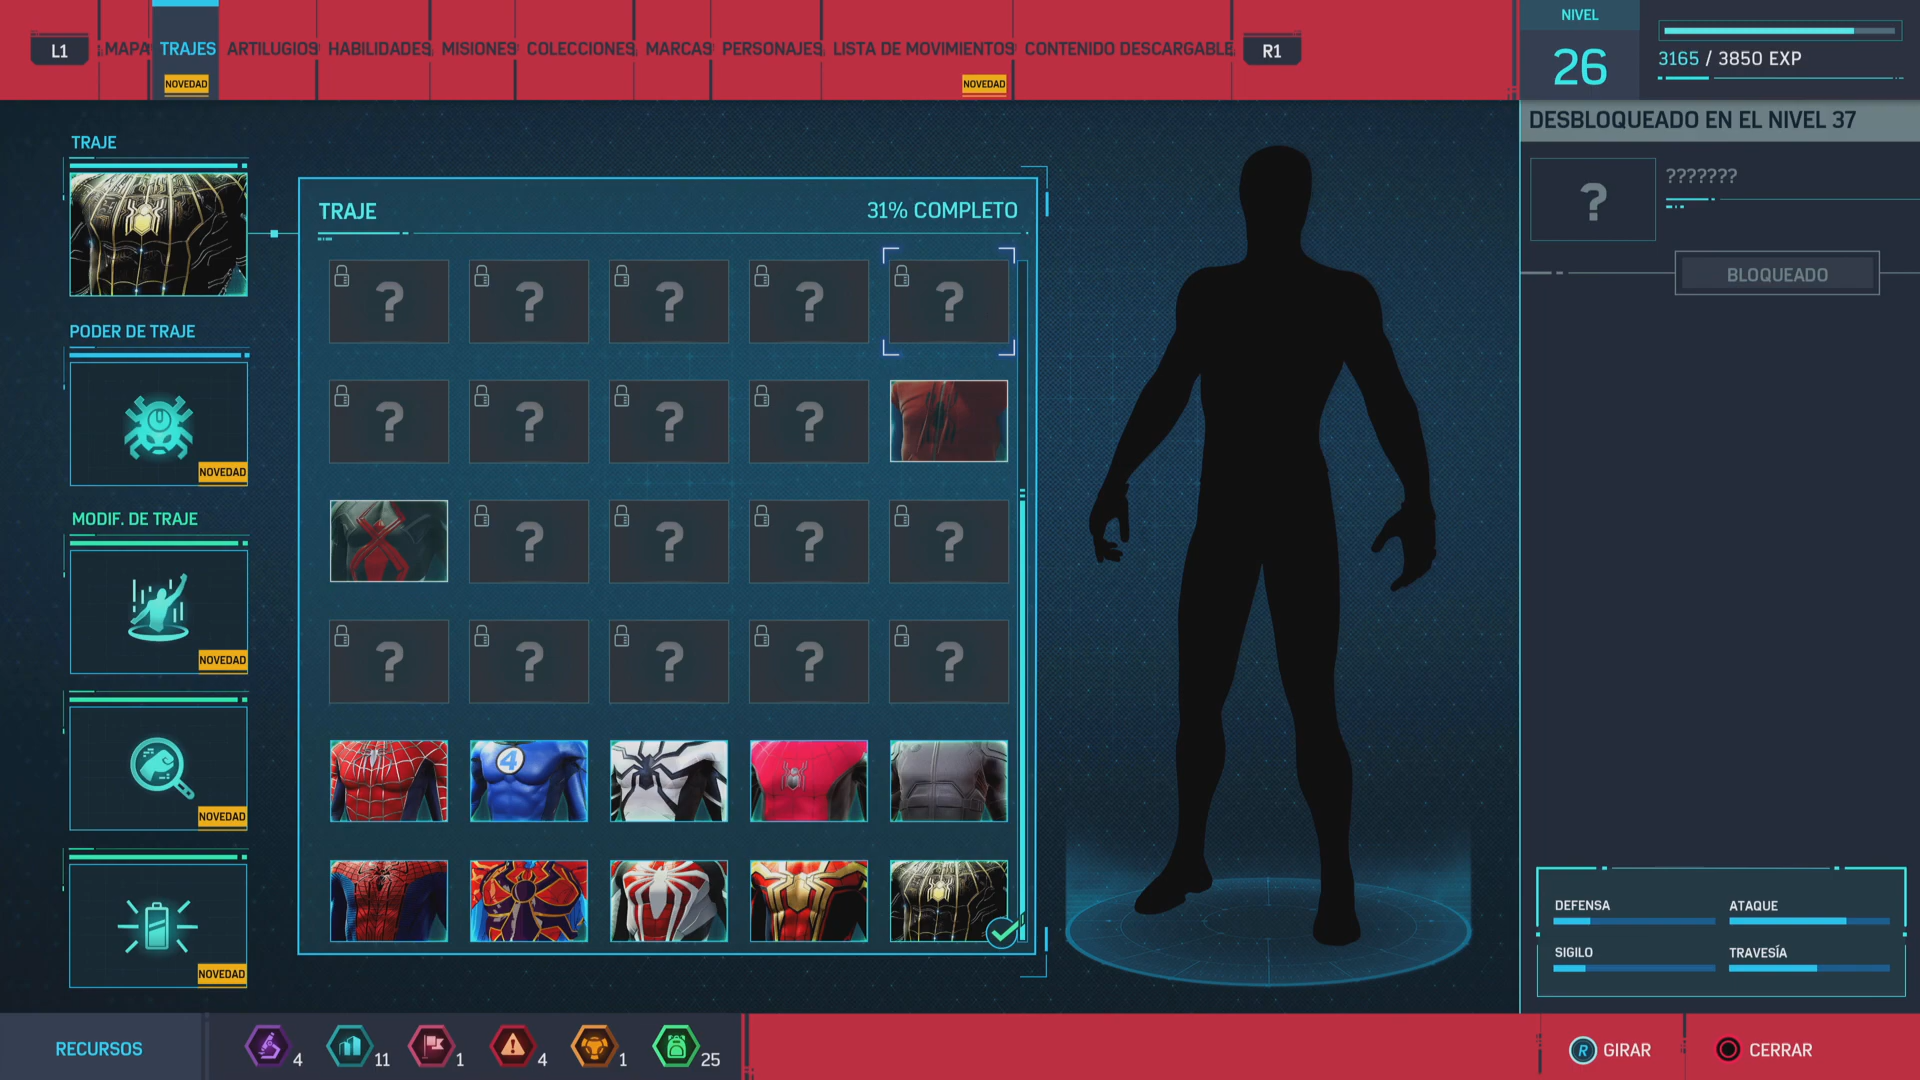 L1
MAPA
TRAJES
ARTILUGIOS
HABILIDADES
MISIONES
COLECCIONES
MARCAS
PERSONAJES
LISTA DE MOVIMIENTOS
CONTENIDO DESCARGABLE
R1
NOVEDAD
NOVEDAD
NIVEL
26
3165 / 3850 EXP
DESBLOQUEADO EN EL NIVEL 37
?
???????
BLOQUEADO
TRAJE
PODER DE TRAJE
NOVEDAD
MODIF. DE TRAJE
NOVEDAD
NOVEDAD
NOVEDAD
TRAJE
31% COMPLETO
? ? ? ? ?
? ? ? ?
? ? ? ?
? ? ? ? ?
4
DEFENSA
ATAQUE
SIGILO
TRAVESÍA
RECURSOS
4
11
1
4
1
25
R GIRAR
CERRAR